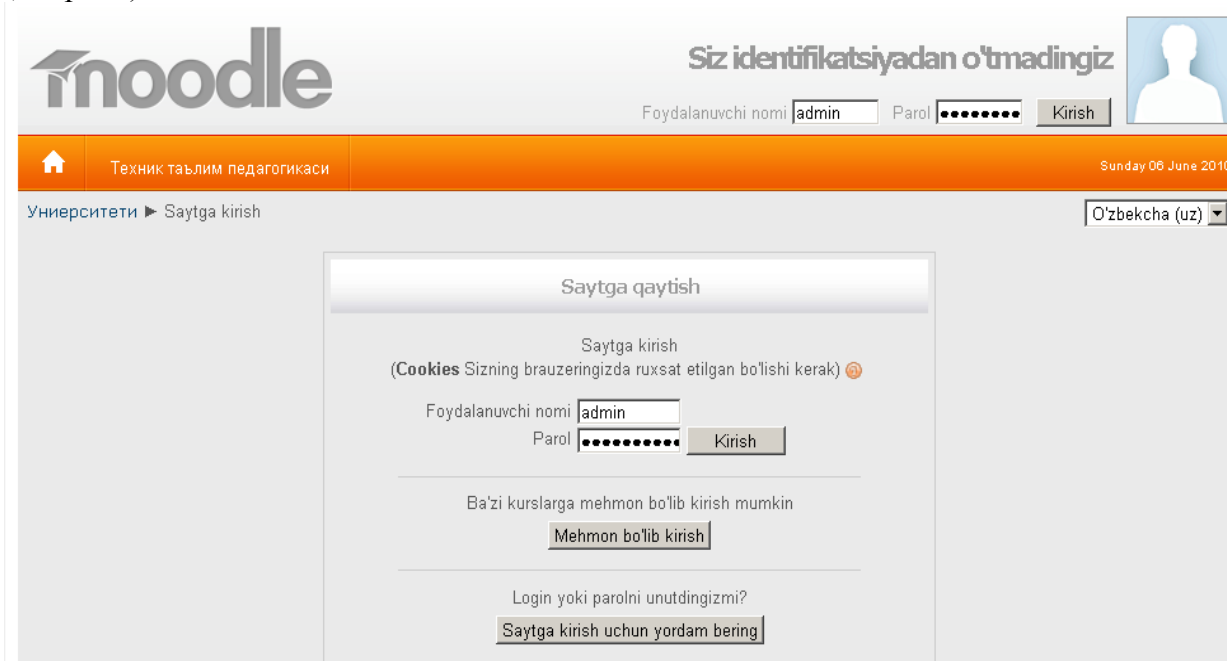 moodle
Siz identifikatsiyadan o'tmadingiz
Foydalanuvchi nomi admin Parol ●●●●●●●● Kirish
Техник таълим педагогикаси Sunday 06 June 2010
Униерситети ► Saytga kirish O'zbekcha (uz)
Saytga qaytish
Saytga kirish
(Cookies Sizning brauzeringizda ruxsat etilgan bo'lishi kerak)
Foydalanuvchi nomi admin
Parol ●●●●●●●●●● Kirish
Ba'zi kurslarga mehmon bo'lib kirish mumkin
Mehmon bo'lib kirish
Login yoki parolni unutdingizmi?
Saytga kirish uchun yordam bering